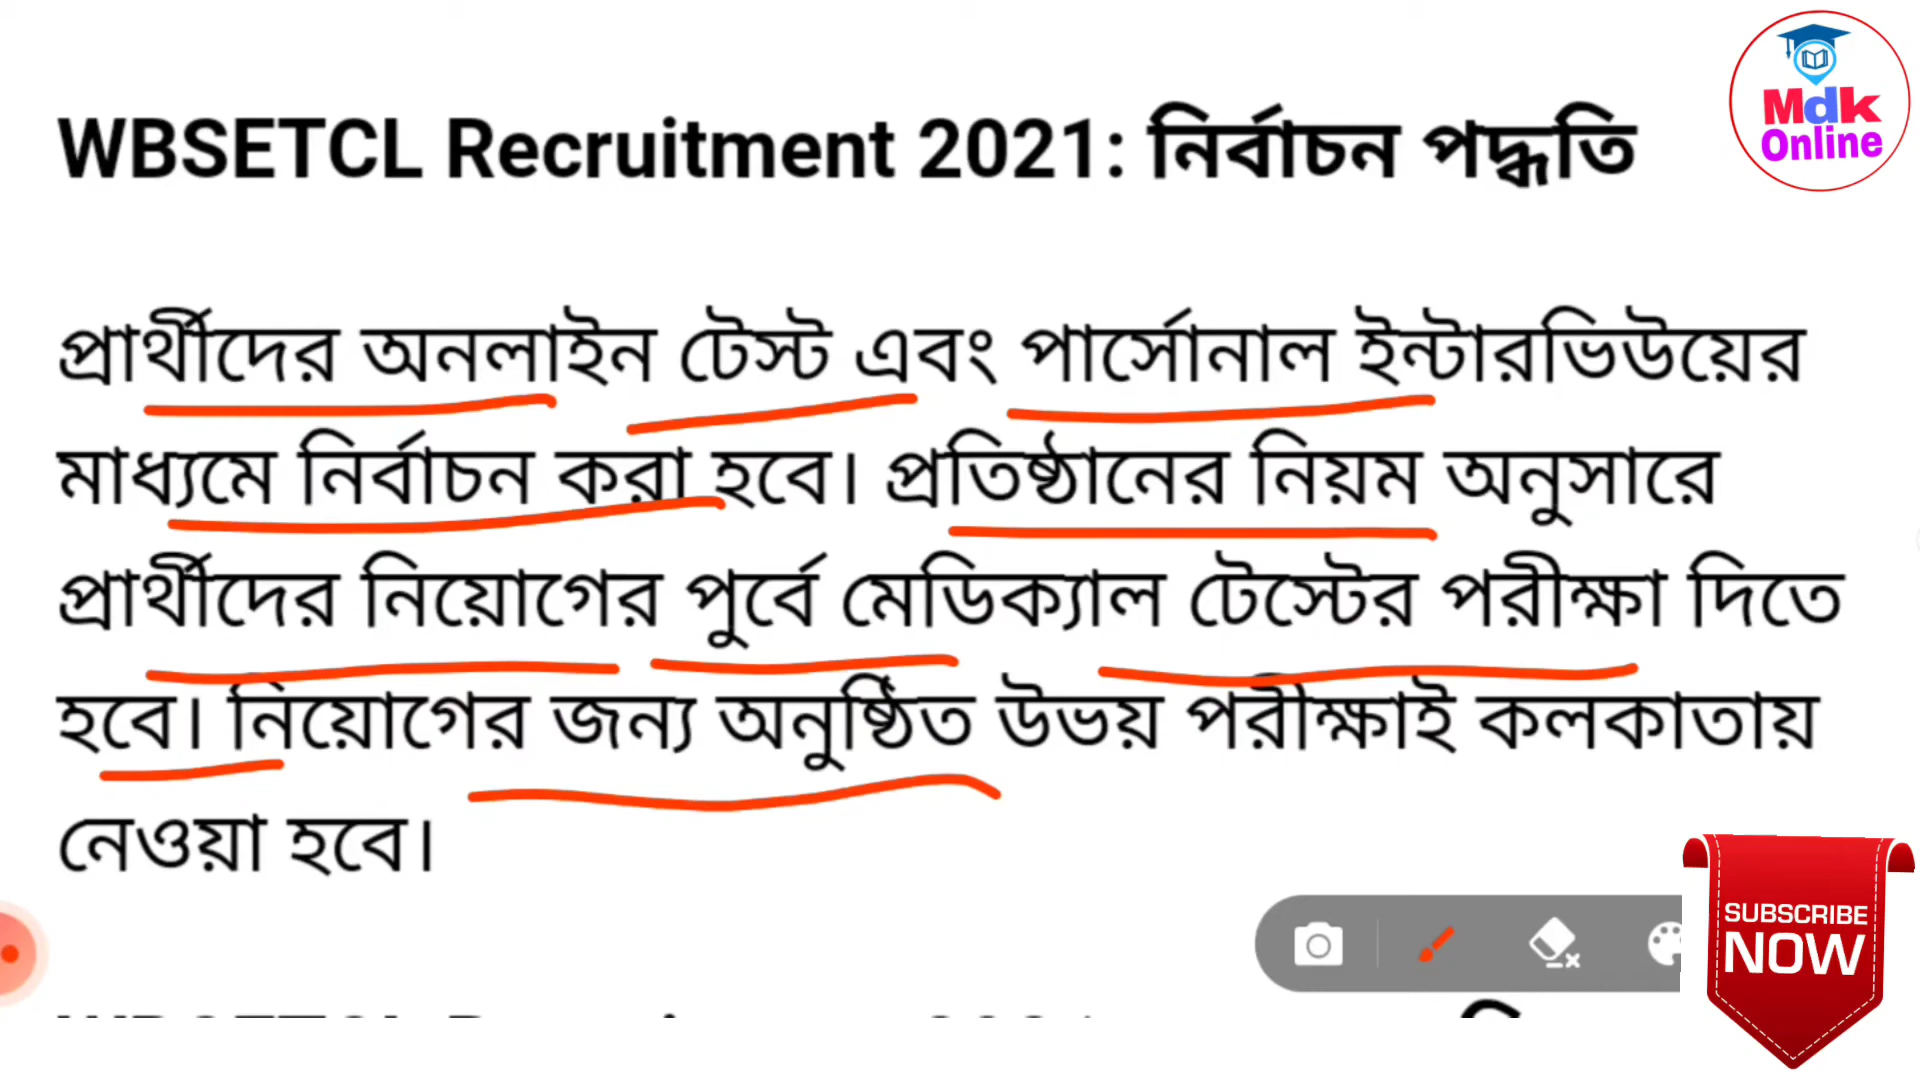 WBSETCL Recruitment 2021: নির্বাচন পদ্ধতি
Mdk
Online
প্রার্থীদের অনলাইন টেস্ট এবং পার্সোনাল ইন্টারভিউয়ের
মাধ্যমে নির্বাচন করা হবে। প্রতিষ্ঠানের নিয়ম অনুসারে
প্রার্থীদের নিয়োগের পুর্বে মেডিক্যাল টেস্টের পরীক্ষা দিতে
হবে। নিয়োগের জন্য অনুষ্ঠিত উভয় পরীক্ষাই কলকাতায়
নেওয়া হবে।
SUBSCRIBE
NOW